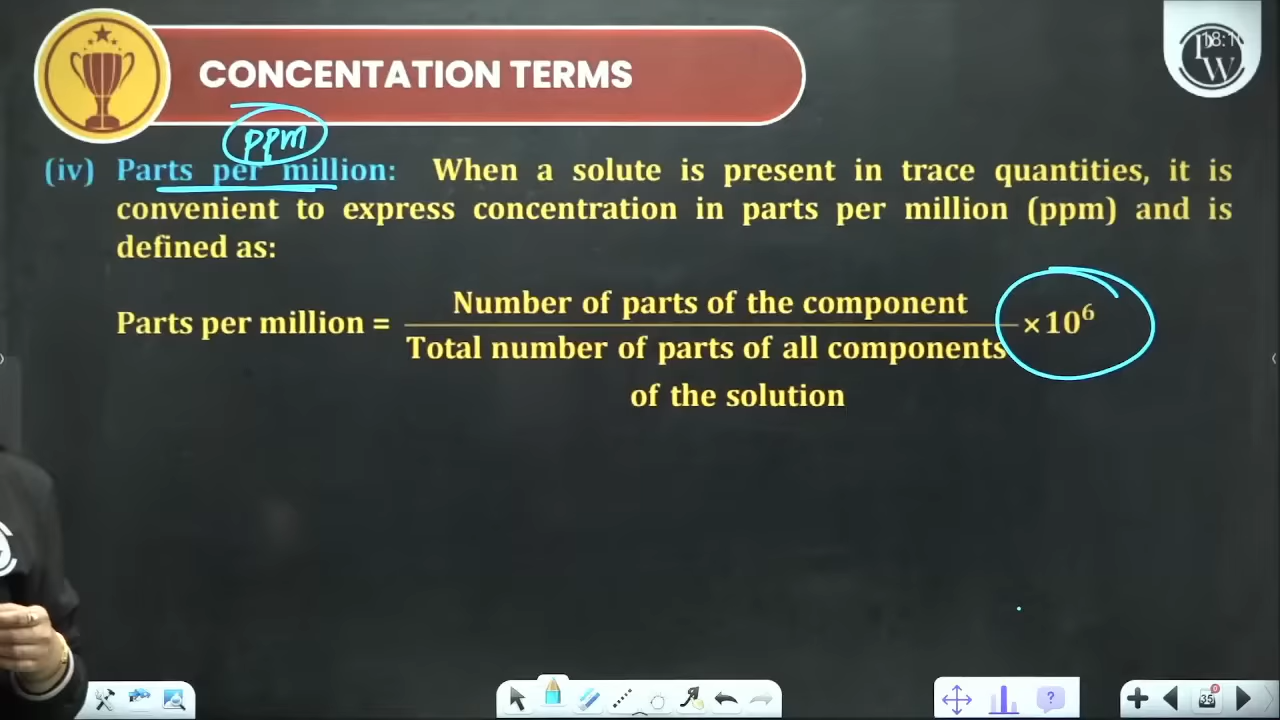 CONCENTATION TERMS
ppm
(iv) Parts per million: When a solute is present in trace quantities, it is
convenient to express concentration in parts per million (ppm) and is
defined as:
Parts per million = Number of parts of the component
Total number of parts of all components
of the solution
×10⁶
35